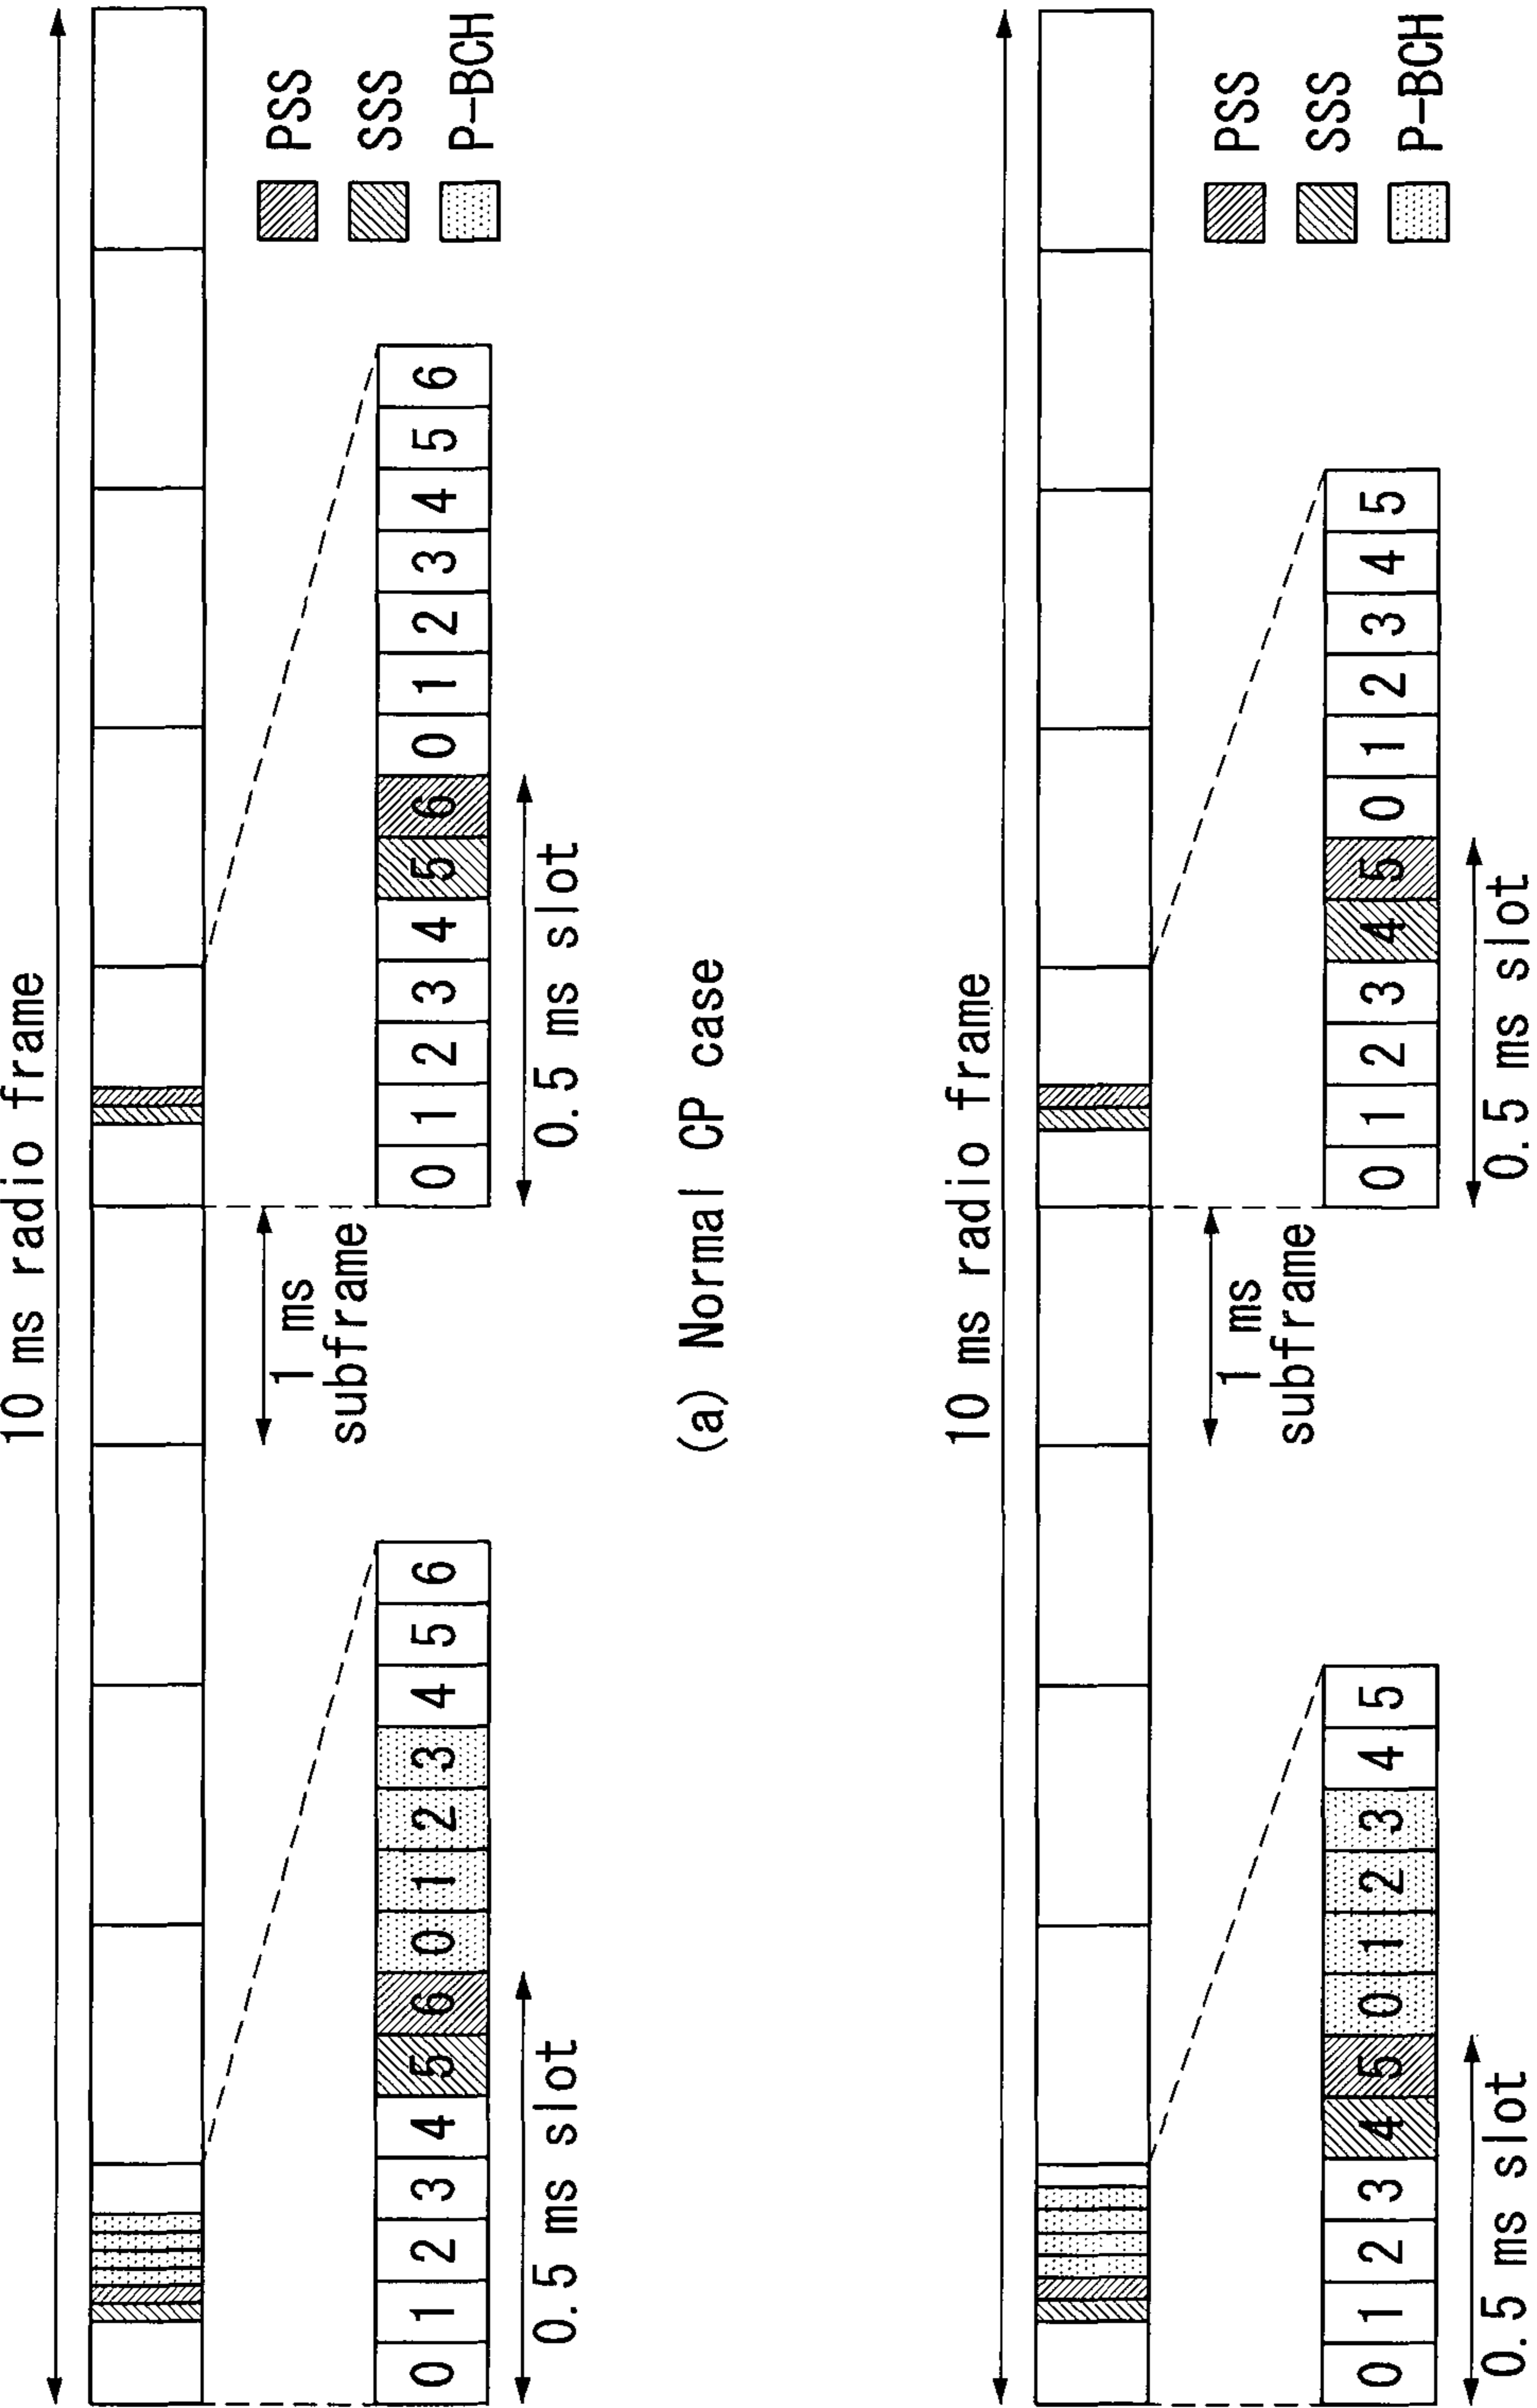 10 ms radio frame
1 ms
subframe
PSS
SSS
P-BCH
0 1 2 3 4 5 6 0 1 2 3 4 5 6
0.5 ms slot
0 1 2 3 4 5 6 0 1 2 3 4 5 6
0.5 ms slot
(a) Normal CP case
10 ms radio frame
1 ms
subframe
PSS
SSS
P-BCH
0 1 2 3 4 5 0 1 2 3 4 5
0.5 ms slot
0 1 2 3 4 5 0 1 2 3 4 5
0.5 ms slot